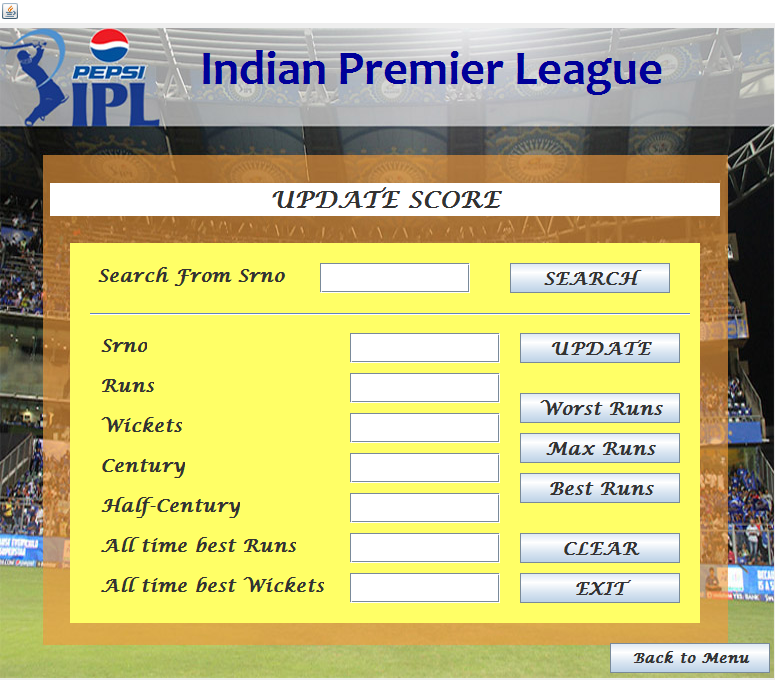 PEPSI
IPL
Indian Premier League
UPDATE SCORE
Search From Srno
SEARCH
Srno
UPDATE
Runs
Worst Runs
Wickets
Max Runs
Century
Best Runs
Half-Century
All time best Runs
CLEAR
All time best Wickets
EXIT
Back to Menu